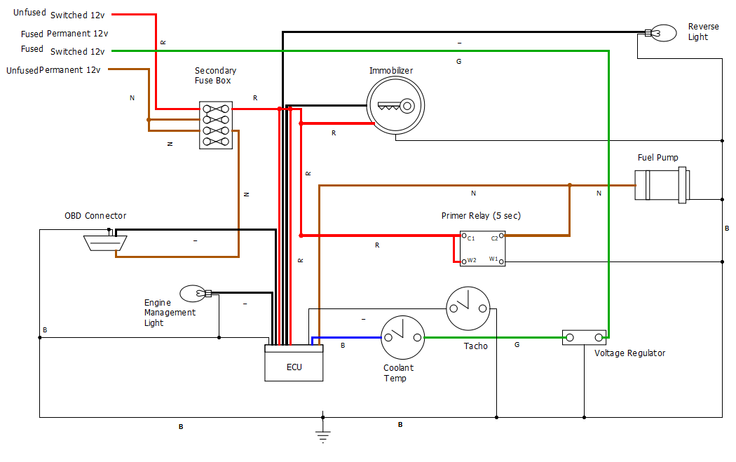 Unfused Switched 12v
Fused Permanent 12v
Fused Switched 12v
Unfused Permanent 12v
R
Reverse
Light
–
G
Secondary
Fuse Box
Immobilizer
N
R
R
N
Fuel Pump
R
N
N
N
OBD Connector
Primer Relay (5 sec)
B
–
C1
C2
R
R
W2
W1
Engine
Management
Light
–
B
–
B
Tacho
G
Voltage Regulator
ECU
Coolant
Temp
B
B